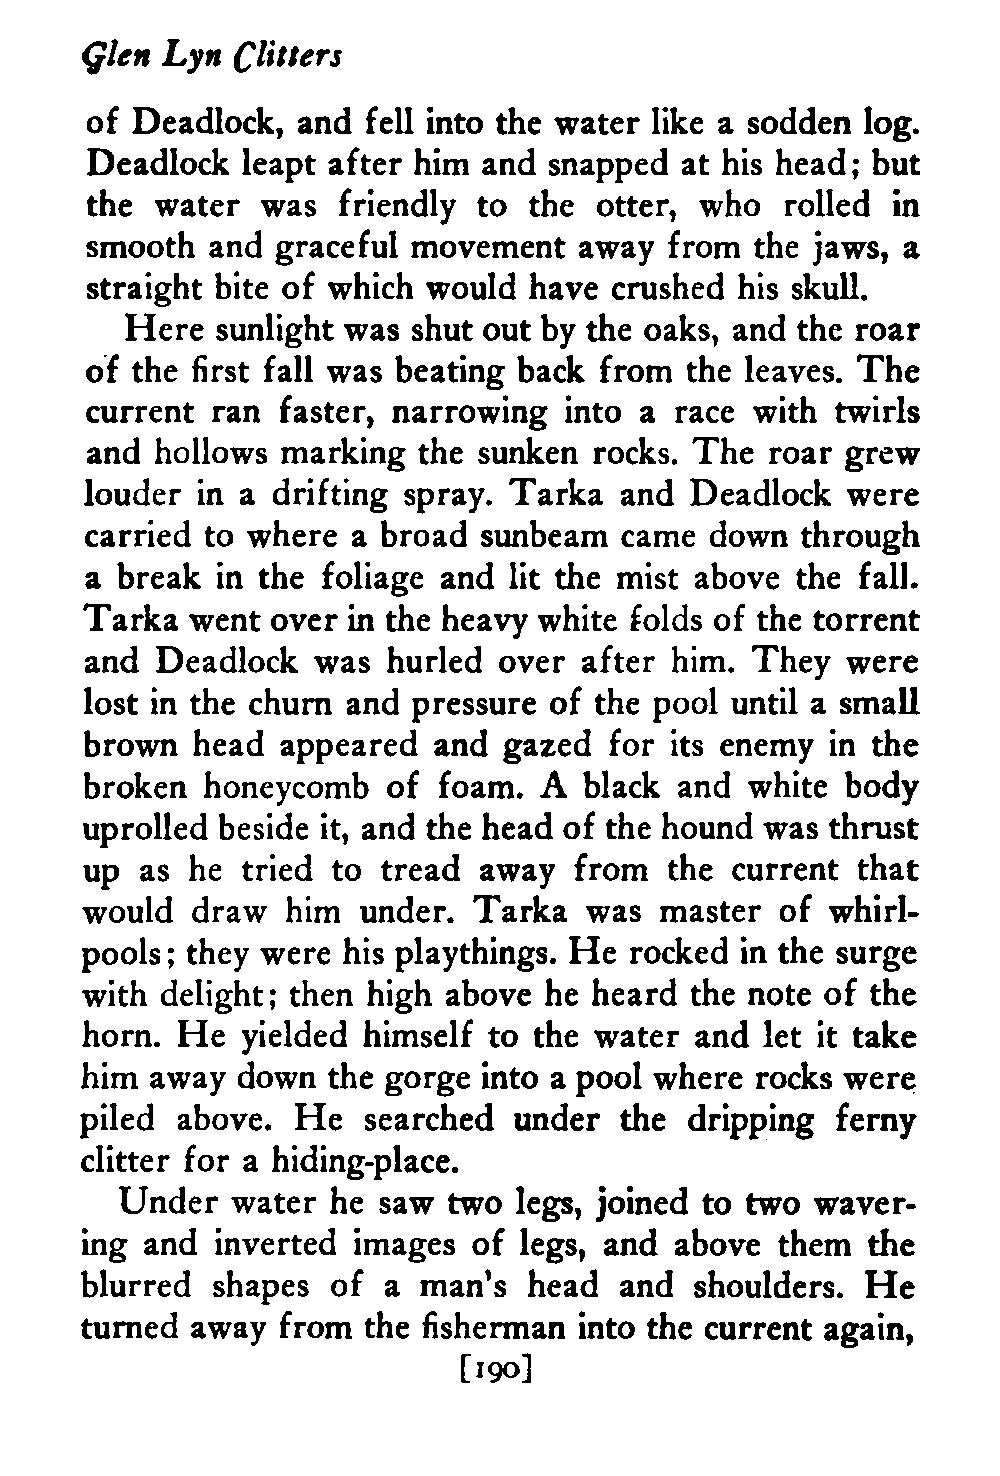 Glen Lyn Clitters
of Deadlock, and fell into the water like a sodden log.
Deadlock leapt after him and snapped at his head; but
the water was friendly to the otter, who rolled in
smooth and graceful movement away from the jaws, a
straight bite of which would have crushed his skull.
Here sunlight was shut out by the oaks, and the roar
of the first fall was beating back from the leaves. The
current ran faster, narrowing into a race with twirls
and hollows marking the sunken rocks. The roar grew
louder in a drifting spray. Tarka and Deadlock were
carried to where a broad sunbeam came down through
a break in the foliage and lit the mist above the fall.
Tarka went over in the heavy white folds of the torrent
and Deadlock was hurled over after him. They were
lost in the churn and pressure of the pool until a small
brown head appeared and gazed for its enemy in the
broken honeycomb of foam. A black and white body
uprolled beside it, and the head of the hound was thrust
up as he tried to tread away from the current that
would draw him under. Tarka was master of whirl-
pools; they were his playthings. He rocked in the surge
with delight; then high above he heard the note of the
horn. He yielded himself to the water and let it take
him away down the gorge into a pool where rocks were
piled above. He searched under the dripping ferny
clitter for a hiding-place.
Under water he saw two legs, joined to two waver-
ing and inverted images of legs, and above them the
blurred shapes of a man's head and shoulders. He
turned away from the fisherman into the current again,
[190]